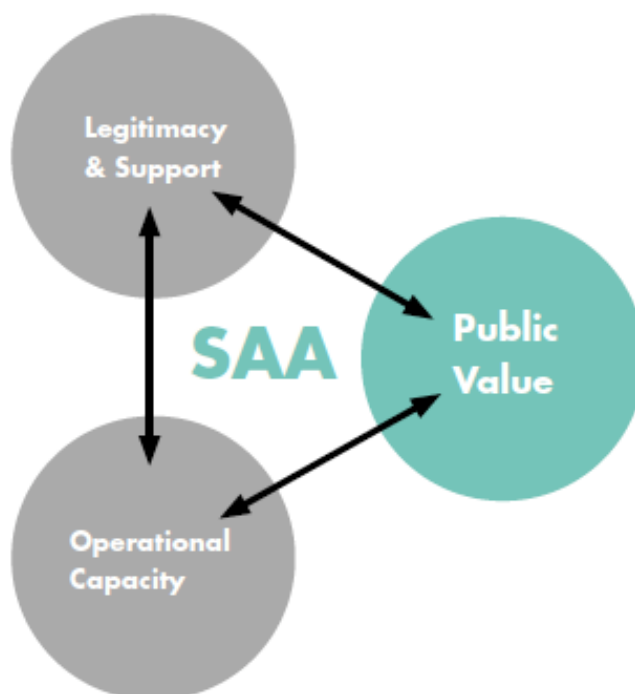 Legitimacy
& Support
SAA
Public
Value
Operational
Capacity